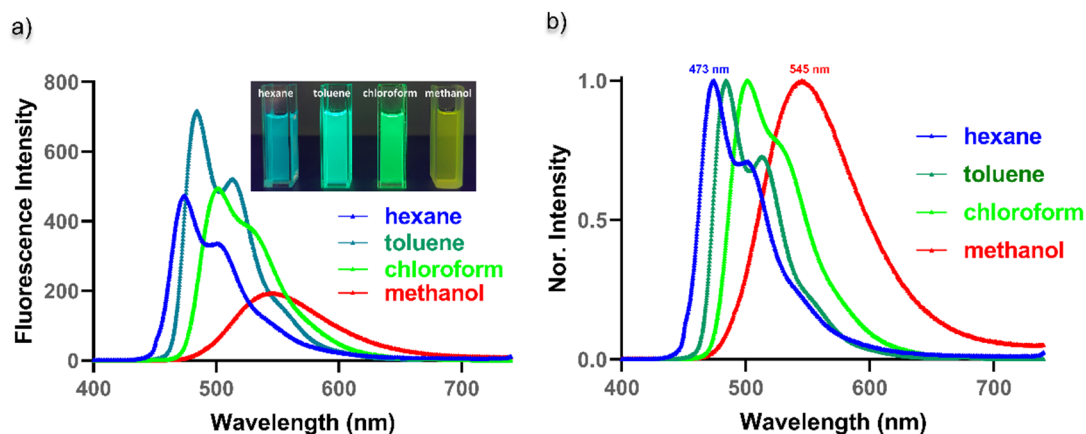 a)
Fluorescence Intensity
800
600
400
200
0
400
500
600
700
Wavelength (nm)
hexane
toluene
chloroform
methanol
hexane
toluene
chloroform
methanol
b)
Nor. Intensity
1.0
0.5
0.0
400
500
600
700
Wavelength (nm)
473 nm
545 nm
hexane
toluene
chloroform
methanol